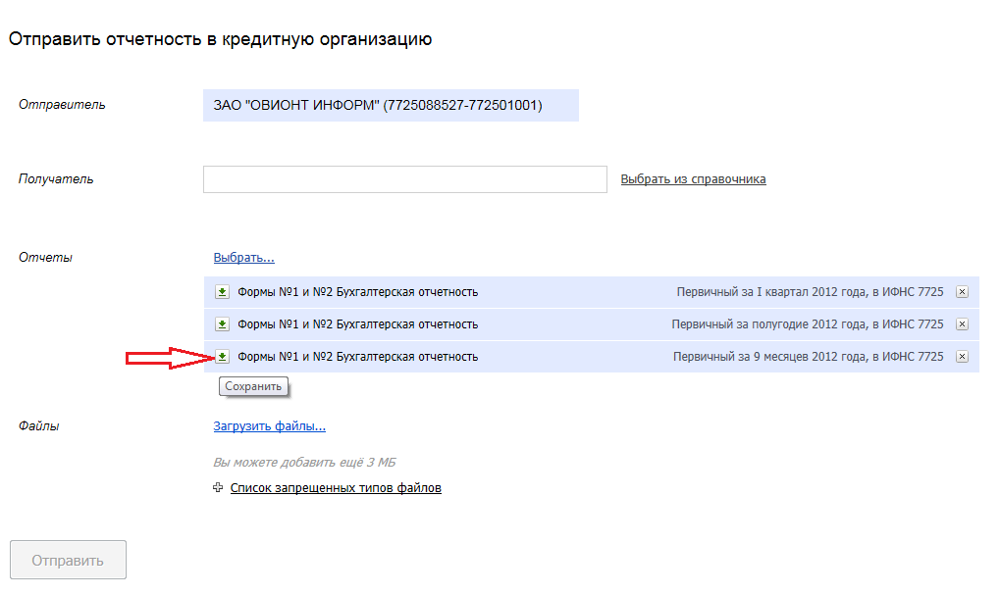 Отправить отчетность в кредитную организацию
Отправитель ЗАО "ОВИОНТ ИНФОРМ" (7725088527-772501001)
Получатель Выбрать из справочника
Отчеты Выбрать...
Формы №1 и №2 Бухгалтерская отчетность Первичный за I квартал 2012 года, в ИФНС 7725
Формы №1 и №2 Бухгалтерская отчетность Первичный за полугодие 2012 года, в ИФНС 7725
Формы №1 и №2 Бухгалтерская отчетность Первичный за 9 месяцев 2012 года, в ИФНС 7725
Сохранить
Файлы Загрузить файлы...
Вы можете добавить ещё 3 МБ
Список запрещенных типов файлов
Отправить